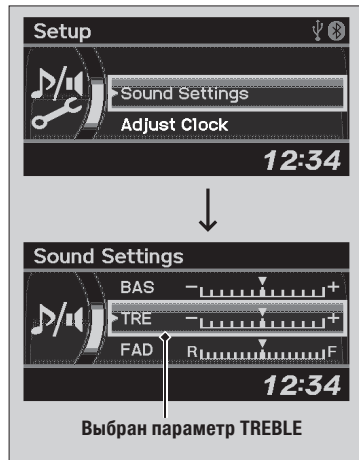 Setup
Sound Settings
Adjust Clock
12:34
Sound Settings
BAS − +
TRE − +
FAD R F
12:34
Выбран параметр TREBLE